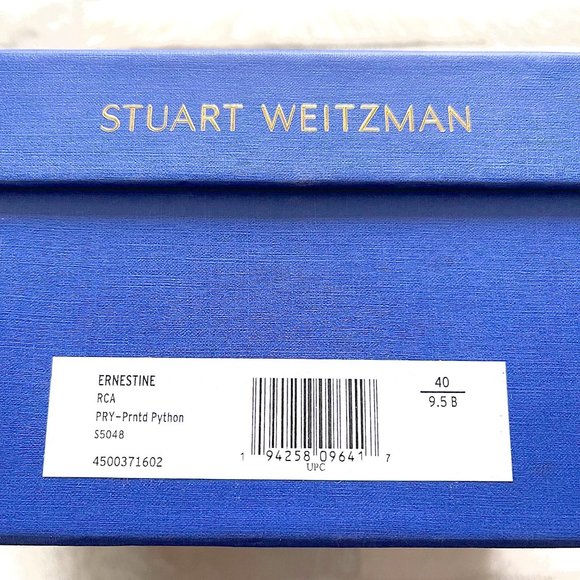 STUART WEITZMAN
ERNESTINE
RCA
PRY-Prntd Python
S5048
4500371602
1 94258 09641 7
UPC
40
9.5 B